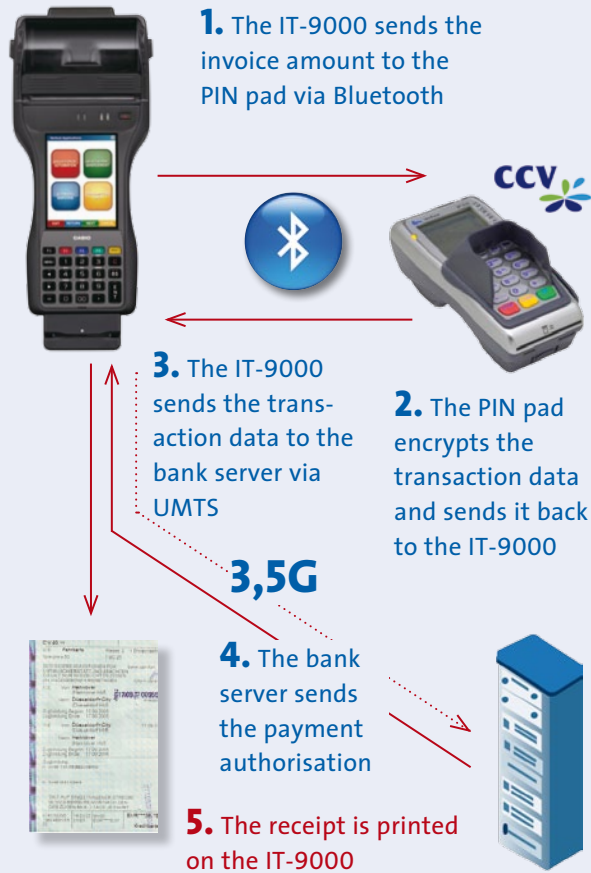 1. The IT-9000 sends the
invoice amount to the
PIN pad via Bluetooth
CCV
CASIO
3. The IT-9000
sends the trans-
action data to the
bank server via
UMTS
2. The PIN pad
encrypts the
transaction data
and sends it back
to the IT-9000
3,5G
4. The bank
server sends
the payment
authorisation
5. The receipt is printed
on the IT-9000